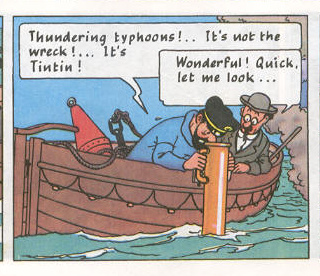 Thundering typhoons!.. It's not the
wreck!... It's
Tintin!
Wonderful! Quick,
let me look...